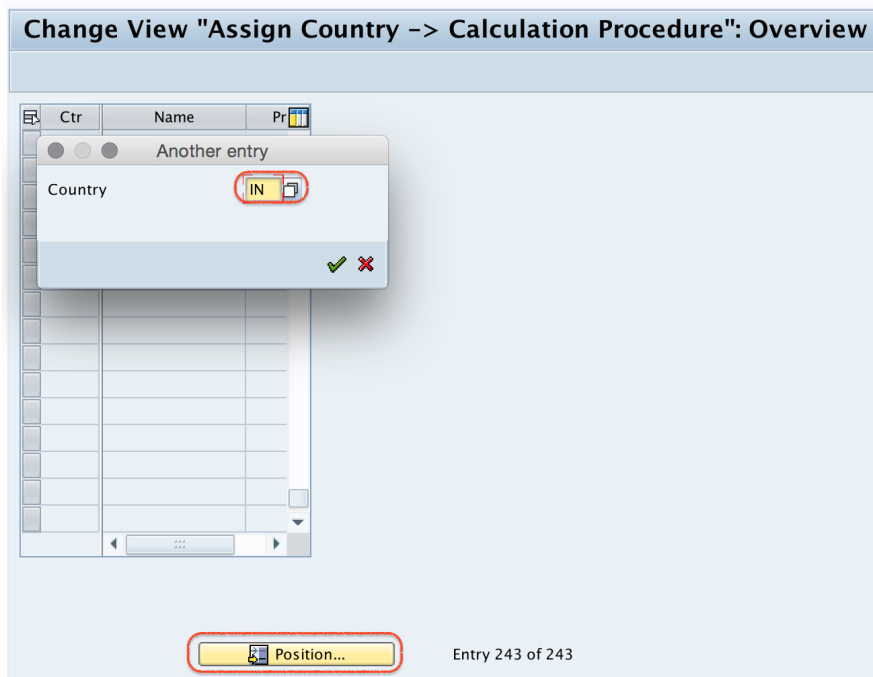 Change View "Assign Country -> Calculation Procedure": Overview
Ctr Name Pr
Another entry
Country IN
Position... Entry 243 of 243